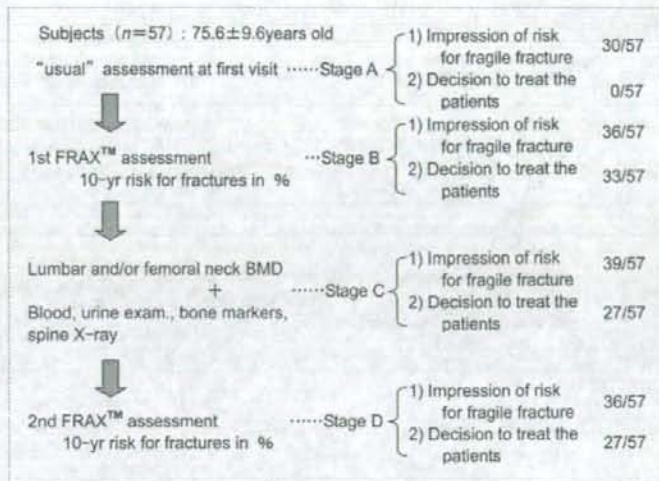 Subjects (n=57) : 75.6±9.6years old
"usual" assessment at first visit ······Stage A
1) Impression of risk
for fragile fracture
30/57
2) Decision to treat the
patients
0/57
1st FRAX™ assessment
10-yr risk for fractures in %
···Stage B
1) Impression of risk
for fragile fracture
36/57
2) Decision to treat the
patients
33/57
Lumbar and/or femoral neck BMD
+
Blood, urine exam., bone markers,
spine X-ray
······Stage C
1) Impression of risk
for fragile fracture
39/57
2) Decision to treat the
patients
27/57
2nd FRAX™ assessment
10-yr risk for fractures in %
······Stage D
1) Impression of risk
for fragile fracture
36/57
2) Decision to treat the
patients
27/57